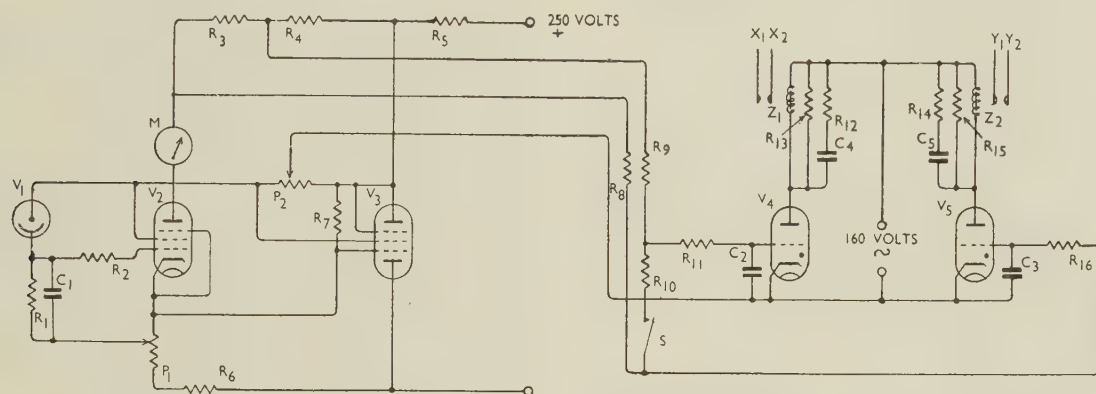 R3
R4
R5
250 VOLTS
+
X1 X2
Y1 Y2
Z1
R13
R12
C4
R14
C5
Z2
R15
M
V1
V2
P2
V3
R7
R8
R9
V4
V5
160 VOLTS
~
R2
C1
R1
R11
C2
R10
C3
R16
S
P1
R6